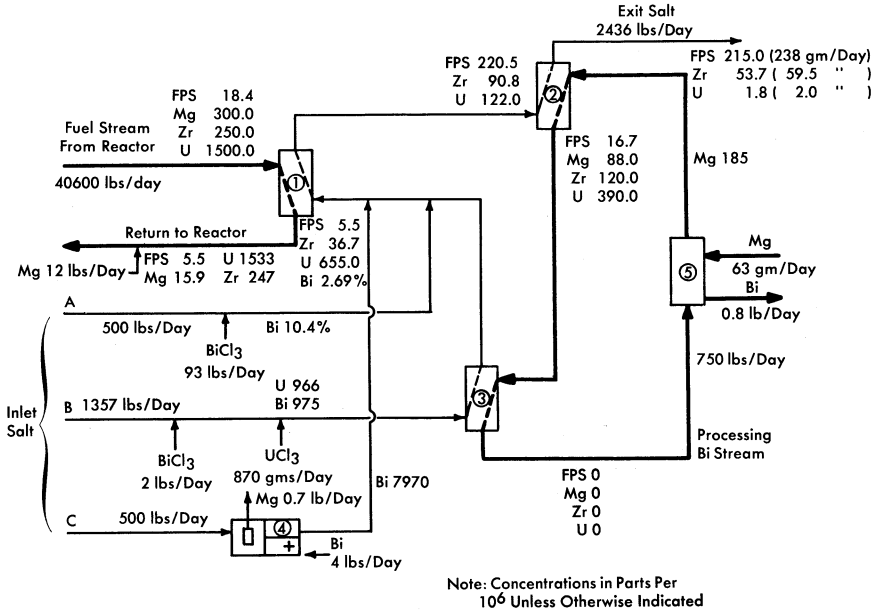 Exit Salt
2436 lbs/Day
FPS 220.5
Zr 90.8
U 122.0
②
FPS 215.0 (238 gm/Day)
Zr 53.7 ( 59.5 " )
U 1.8 ( 2.0 " )
FPS 18.4
Mg 300.0
Zr 250.0
U 1500.0
Fuel Stream
From Reactor
40600 lbs/day
①
FPS 16.7
Mg 88.0
Zr 120.0
U 390.0
Mg 185
Return to Reactor
FPS 5.5 U 1533
Mg 15.9 Zr 247
Mg 12 lbs/Day
FPS 5.5
Zr 36.7
U 655.0
Bi 2.69%
⑤
Mg
63 gm/Day
Bi
0.8 lb/Day
750 lbs/Day
Inlet
Salt
A
500 lbs/Day
Bi 10.4%
BiCl3
93 lbs/Day
U 966
Bi 975
B 1357 lbs/Day
③
BiCl3
2 lbs/Day
UCl3
870 gms/Day
Mg 0.7 lb/Day
Bi 7970
Processing
Bi Stream
FPS 0
Mg 0
Zr 0
U 0
C
500 lbs/Day
④
+
Bi
4 lbs/Day
Note: Concentrations in Parts Per
10⁶ Unless Otherwise Indicated